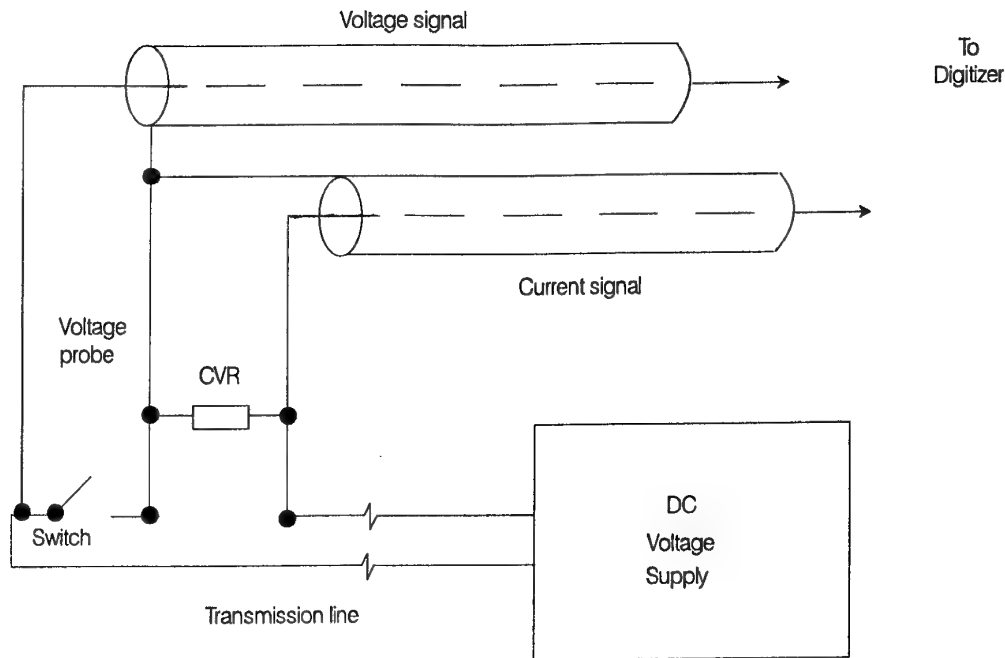 Voltage signal
To
Digitizer
Current signal
Voltage
probe
CVR
Switch
DC
Voltage
Supply
Transmission line